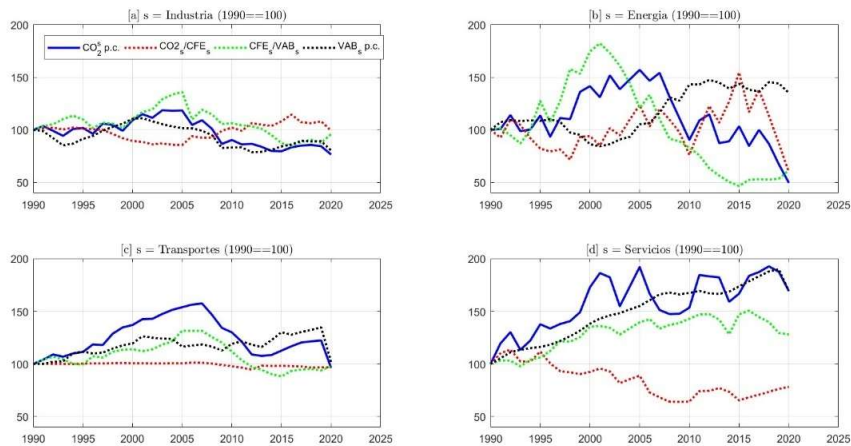 [a] s = Industria (1990==100)
CO₂ˢ p.c. CO2ₛ/CFEₛ CFEₛ/VABₛ VABₛ p.c.
200
150
100
50
1990 1995 2000 2005 2010 2015 2020 2025
[b] s = Energia (1990==100)
200
150
100
50
1990 1995 2000 2005 2010 2015 2020 2025
[c] s = Transportes (1990==100)
200
150
100
50
1990 1995 2000 2005 2010 2015 2020 2025
[d] s = Servicios (1990==100)
200
150
100
50
1990 1995 2000 2005 2010 2015 2020 2025